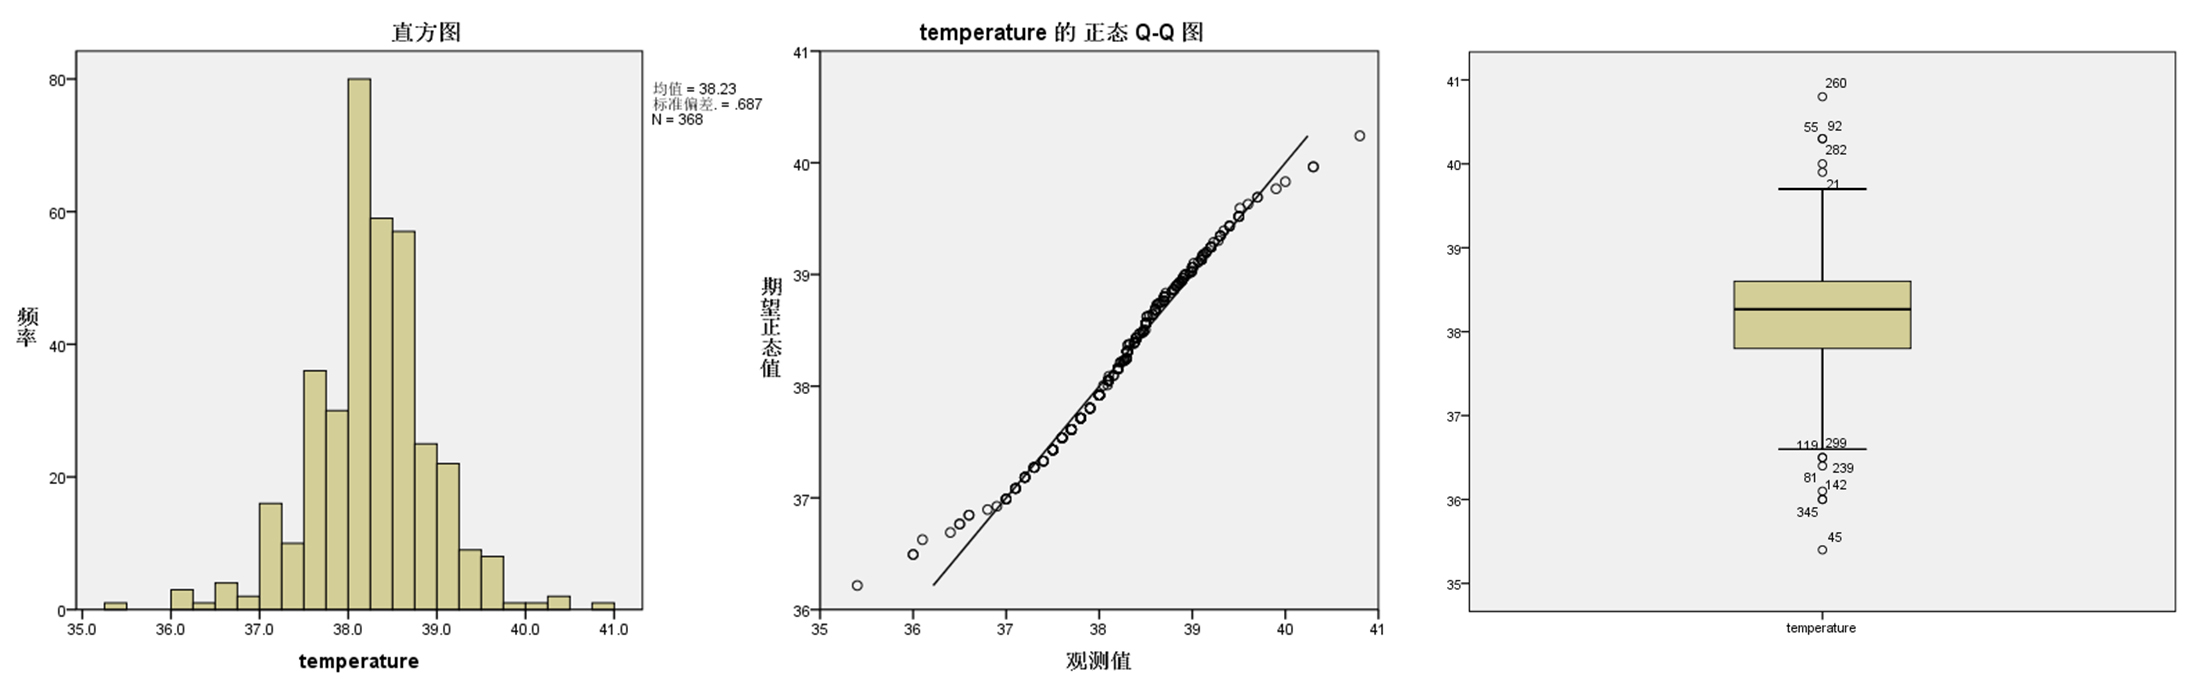 直方图
频率
80
60
40
20
0
35.0 36.0 37.0 38.0 39.0 40.0 41.0
temperature
均值 = 38.23
标准偏差. = .687
N = 368
temperature 的 正态 Q-Q 图
期望正态值
41
40
39
38
37
36
35 36 37 38 39 40 41
观测值
41
40
39
38
37
36
35
260
55 92
282
21
119 299
239
81
142
345
45
temperature